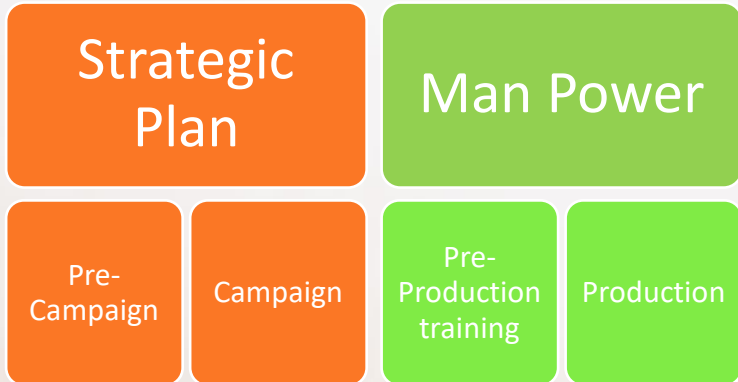 Strategic
Plan
Man Power
Pre-
Campaign
Campaign
Pre-
Production
training
Production